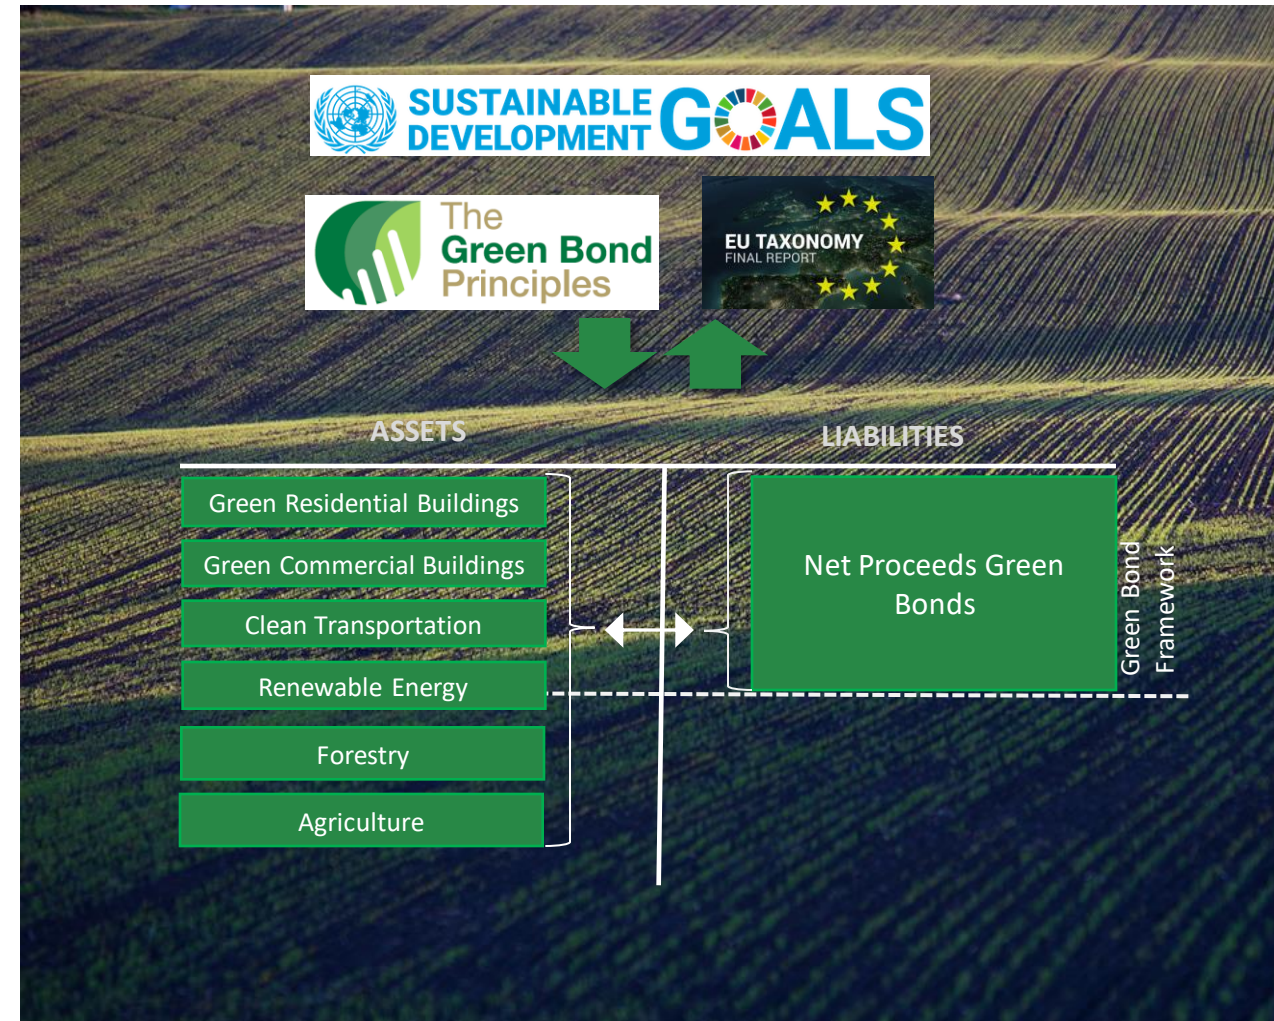 SUSTAINABLE
DEVELOPMENT
GOALS
The
Green Bond
Principles
EU TAXONOMY
FINAL REPORT
ASSETS
LIABILITIES
Green Residential Buildings
Green Commercial Buildings
Clean Transportation
Renewable Energy
Forestry
Agriculture
Net Proceeds Green
Bonds
Green Bond
Framework